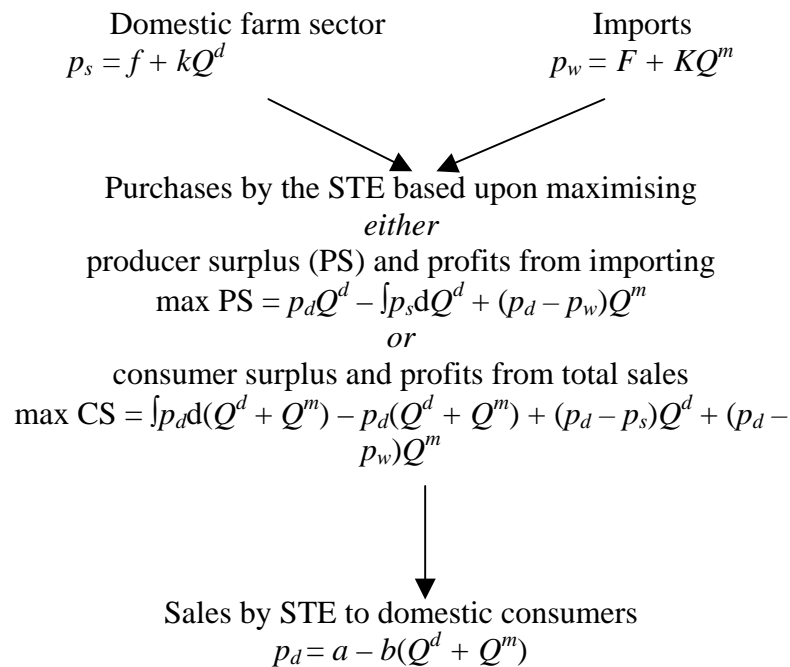 Domestic farm sector Imports
p_s = f + kQ^d p_w = F + KQ^m
Purchases by the STE based upon maximising
either
producer surplus (PS) and profits from importing
max PS = p_dQ^d – ∫p_sdQ^d + (p_d – p_w)Q^m
or
consumer surplus and profits from total sales
max CS = ∫p_dd(Q^d + Q^m) – p_d(Q^d + Q^m) + (p_d – p_s)Q^d + (p_d –
p_w)Q^m
Sales by STE to domestic consumers
p_d = a – b(Q^d + Q^m)